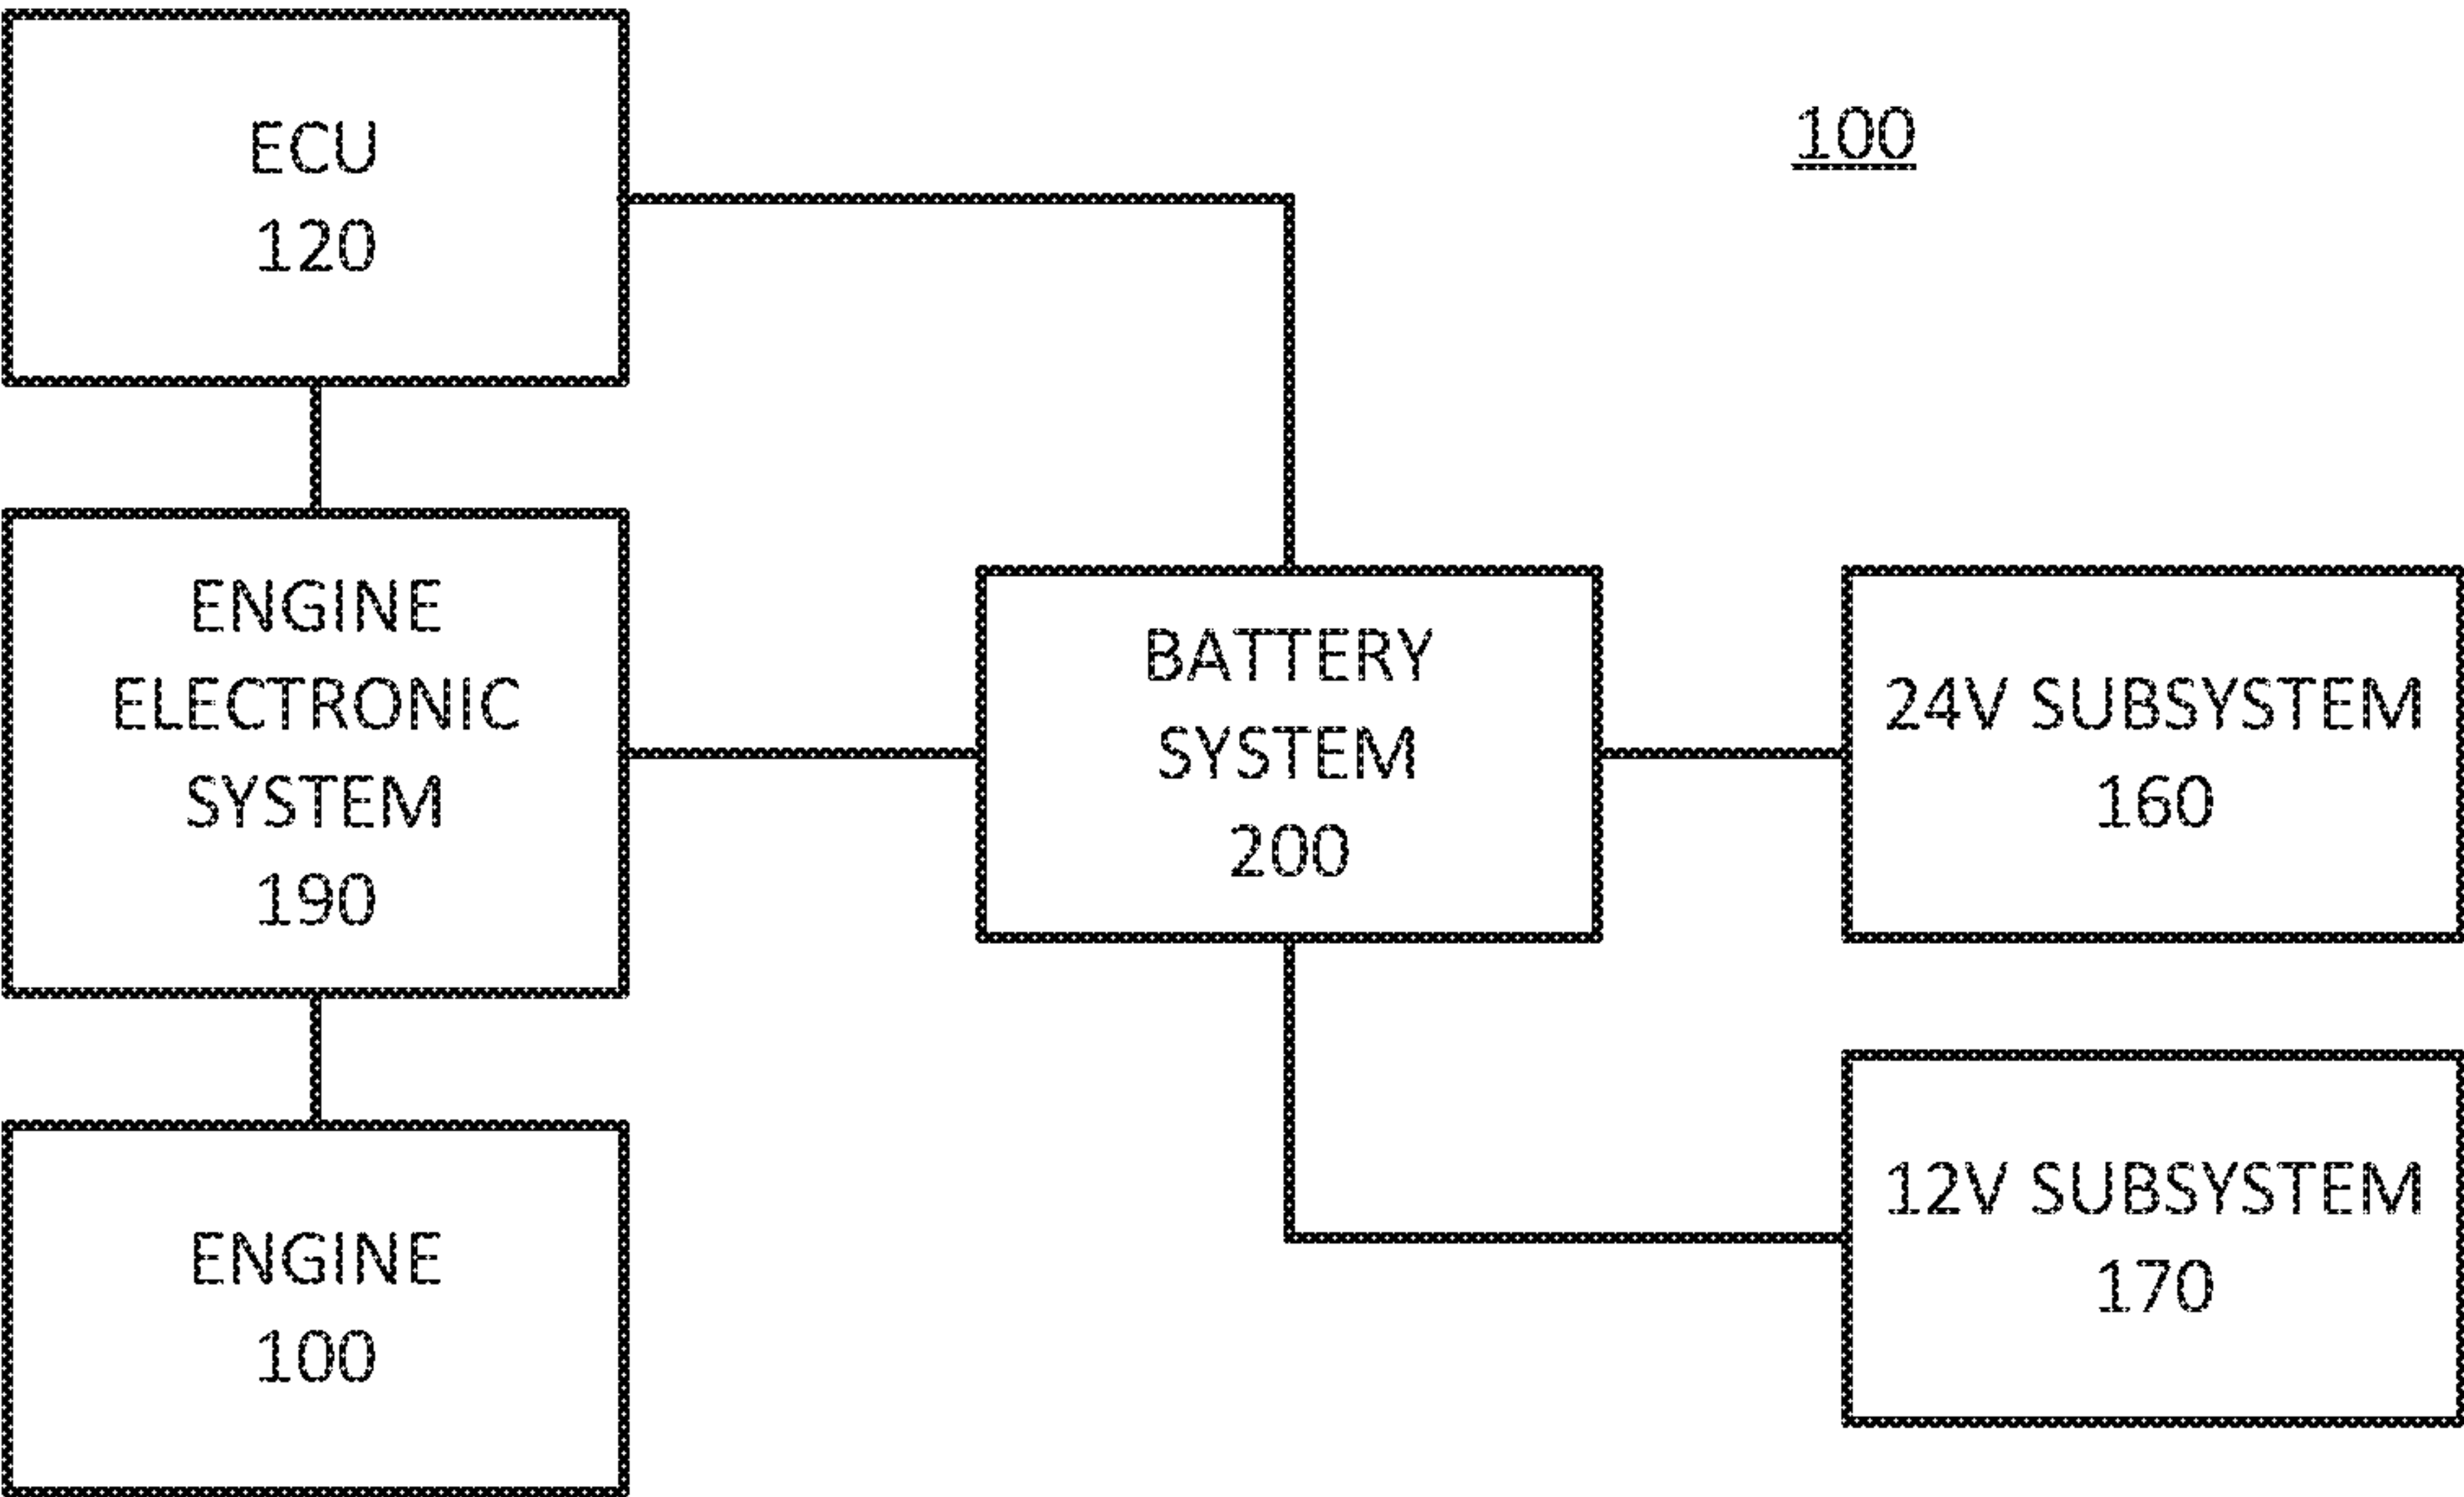 ECU
120
100
ENGINE
ELECTRONIC
SYSTEM
190
BATTERY
SYSTEM
200
24V SUBSYSTEM
160
ENGINE
100
12V SUBSYSTEM
170